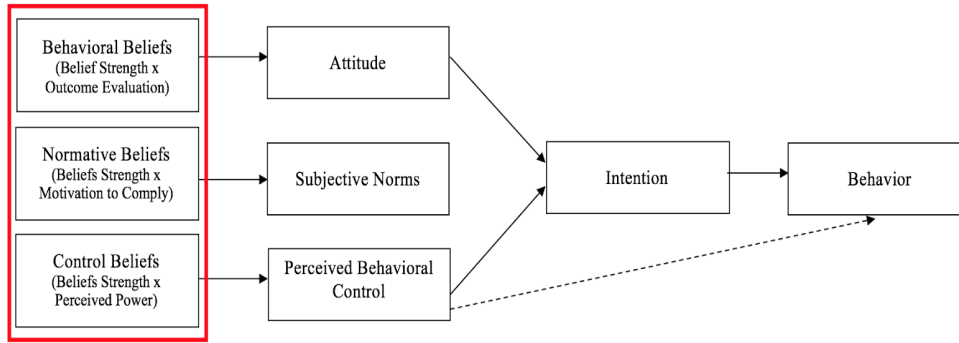 Behavioral Beliefs
(Belief Strength x
Outcome Evaluation)
Attitude
Normative Beliefs
(Beliefs Strength x
Motivation to Comply)
Subjective Norms
Intention
Behavior
Control Beliefs
(Beliefs Strength x
Perceived Power)
Perceived Behavioral
Control